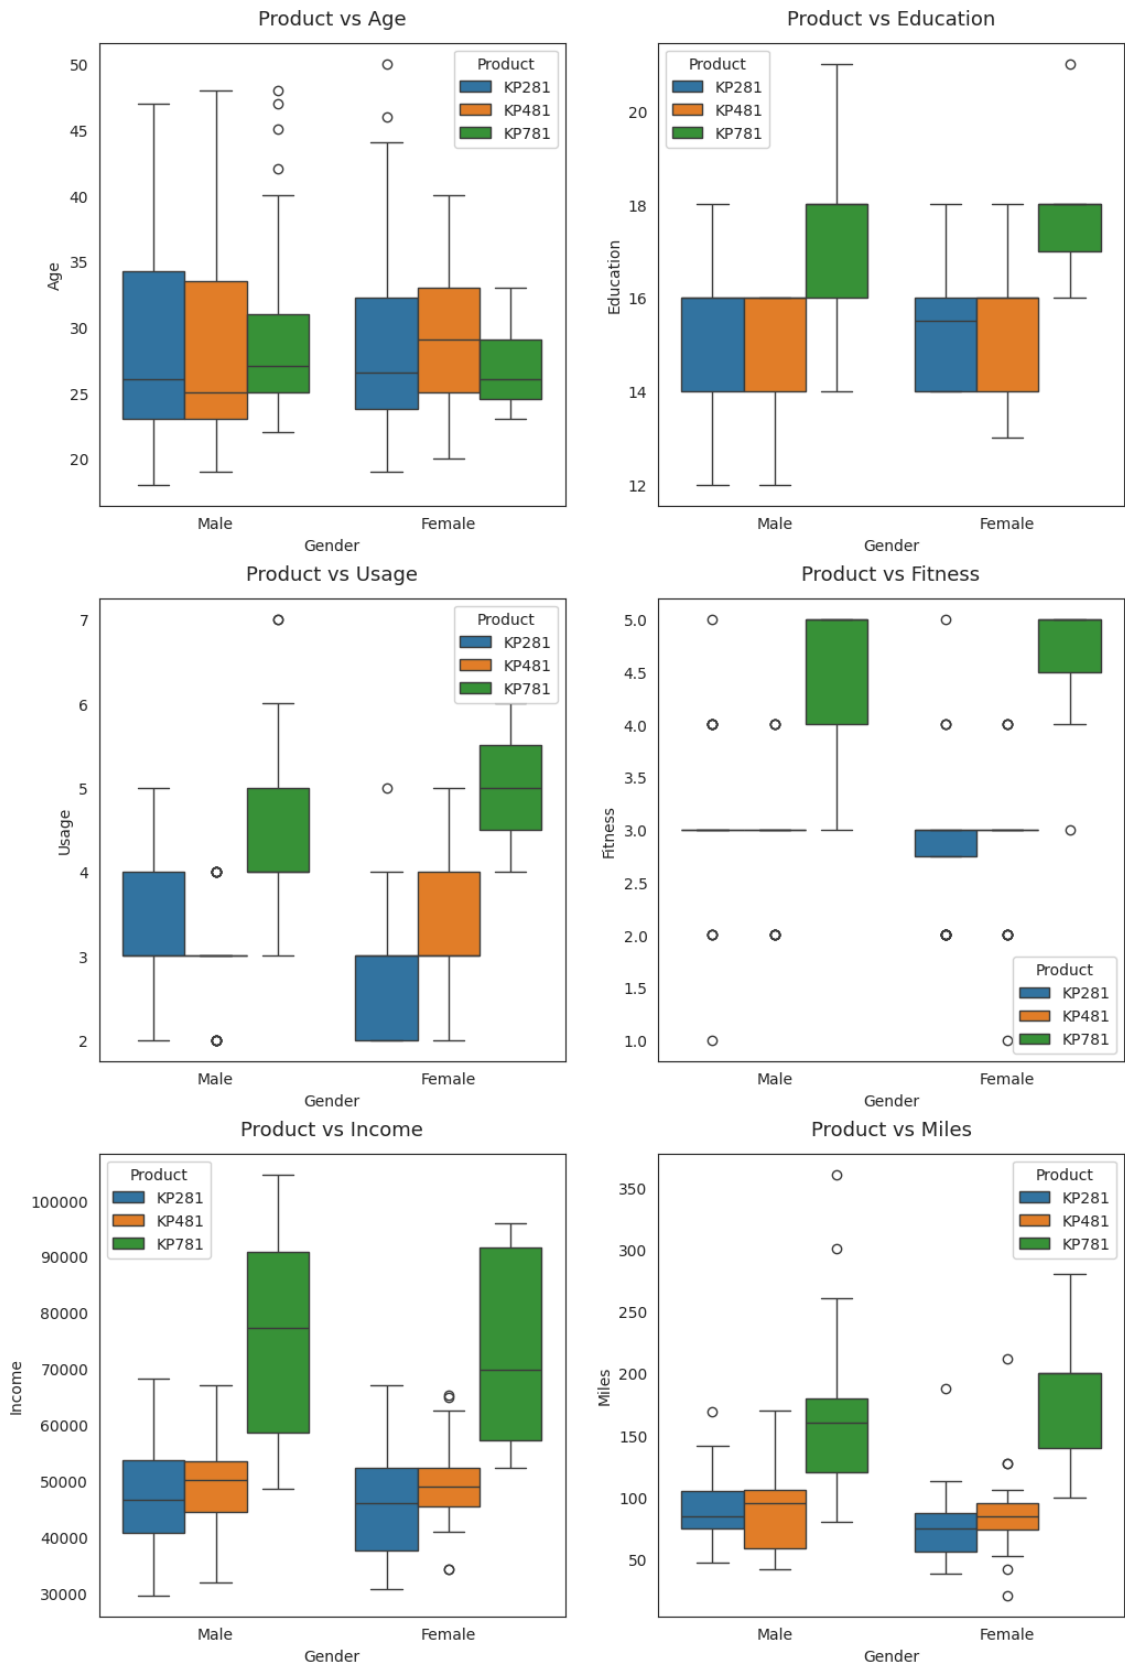 Product vs Age
Product vs Education
50
45
40
35
30
25
20
Age
Product
KP281
KP481
KP781
Male
Female
Gender
20
18
16
14
12
Education
Product
KP281
KP481
KP781
Male
Female
Gender
Product vs Usage
Product vs Fitness
7
6
5
4
3
2
Usage
Product
KP281
KP481
KP781
Male
Female
Gender
5.0
4.5
4.0
3.5
3.0
2.5
2.0
1.5
1.0
Fitness
Product
KP281
KP481
KP781
Male
Female
Gender
Product vs Income
Product vs Miles
100000
90000
80000
70000
60000
50000
40000
30000
Income
Product
KP281
KP481
KP781
Male
Female
Gender
350
300
250
200
150
100
50
Miles
Product
KP281
KP481
KP781
Male
Female
Gender